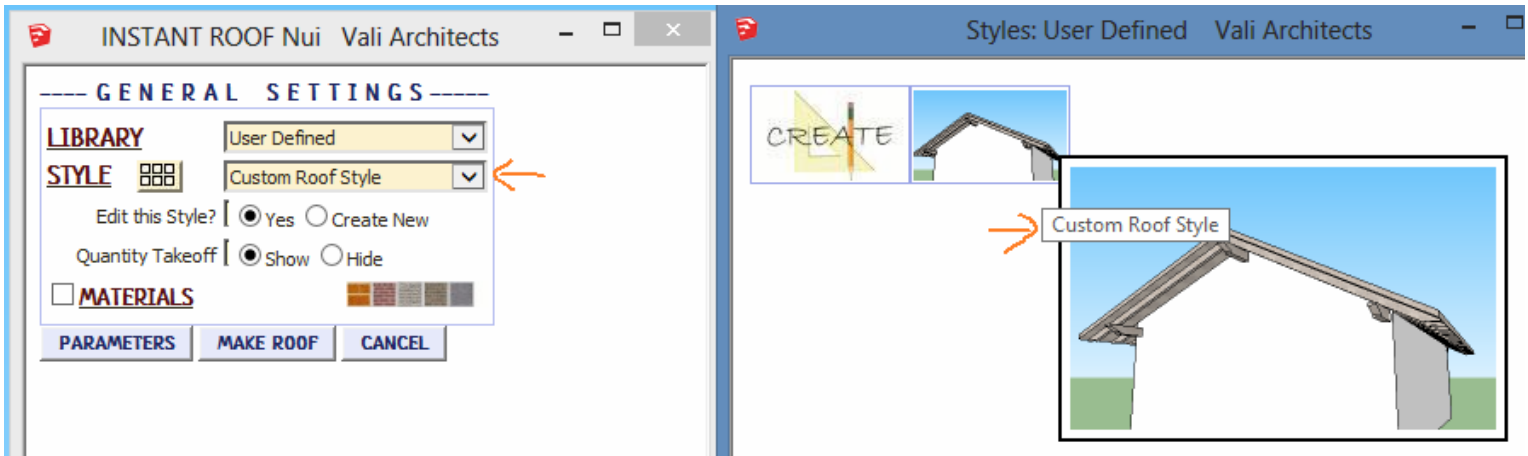 INSTANT ROOF Nui Vali Architects
---- GENERAL SETTINGS-----
LIBRARY User Defined
STYLE Custom Roof Style
Edit this Style? Yes Create New
Quantity Takeoff Show Hide
MATERIALS
PARAMETERS MAKE ROOF CANCEL
Styles: User Defined Vali Architects
CREATE
Custom Roof Style